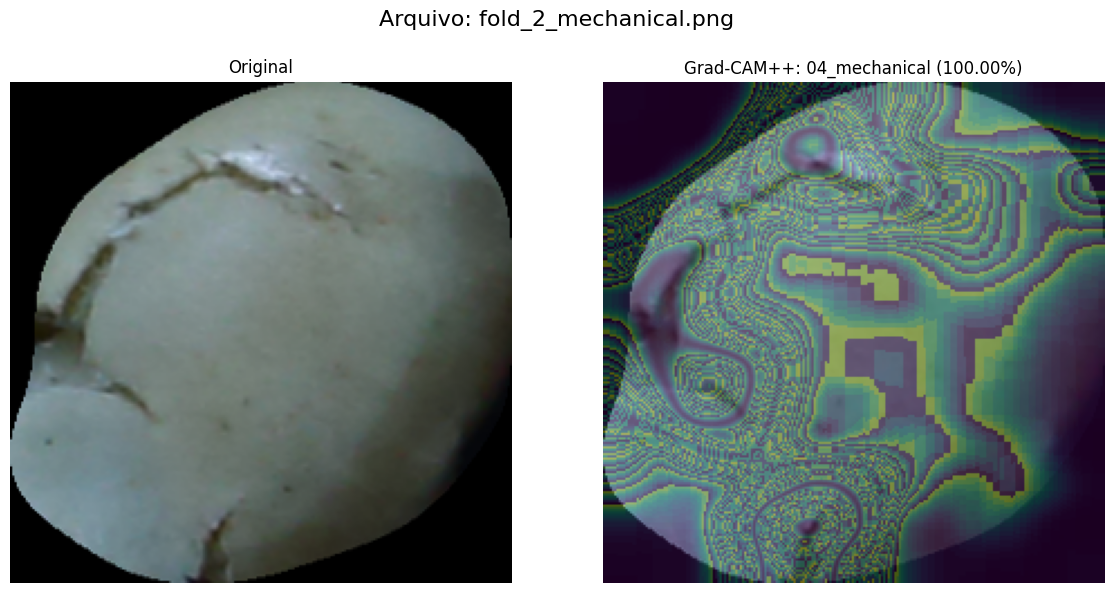 Arquivo: fold_2_mechanical.png
Original
Grad-CAM++: 04_mechanical (100.00%)